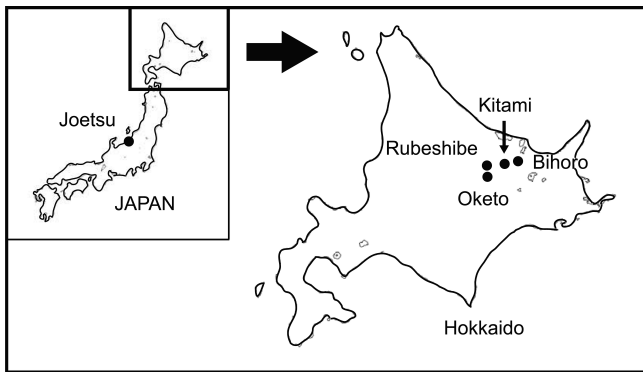 Joetsu
JAPAN
Kitami
Rubeshibe
Bihoro
Oketo
Hokkaido